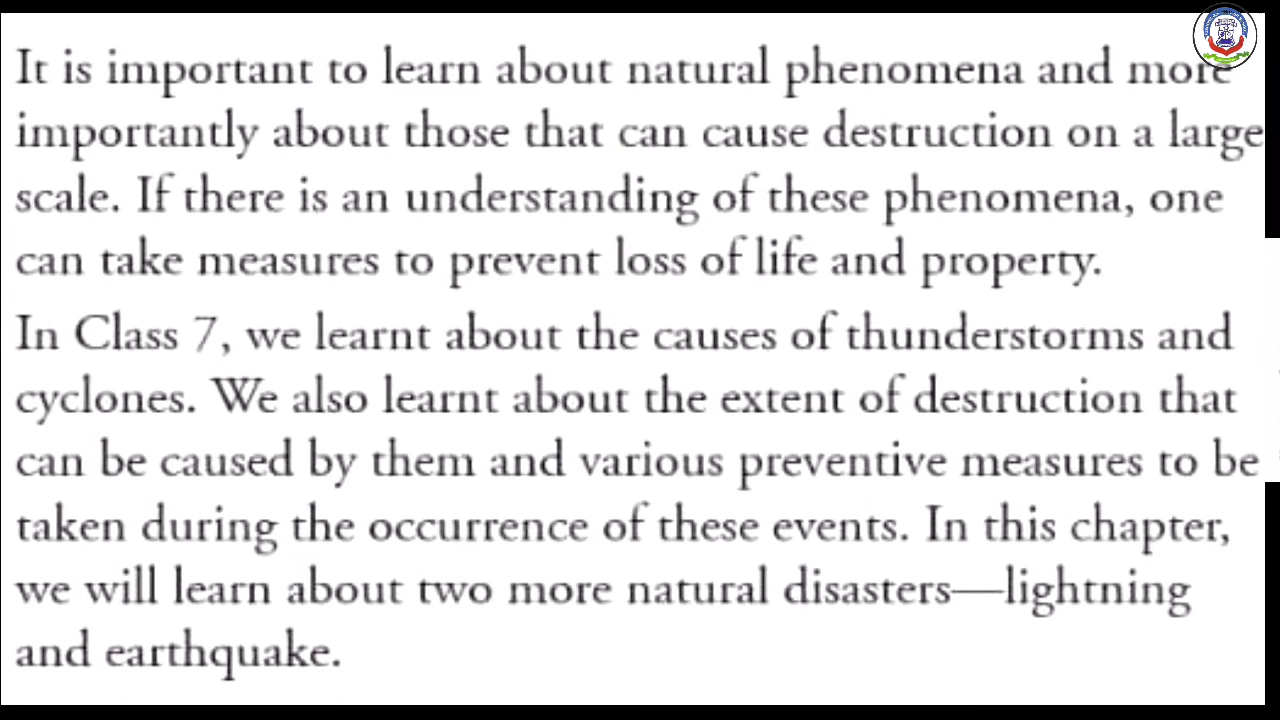 It is important to learn about natural phenomena and more
importantly about those that can cause destruction on a large
scale. If there is an understanding of these phenomena, one
can take measures to prevent loss of life and property.
In Class 7, we learnt about the causes of thunderstorms and
cyclones. We also learnt about the extent of destruction that
can be caused by them and various preventive measures to be
taken during the occurrence of these events. In this chapter,
we will learn about two more natural disasters—lightning
and earthquake.